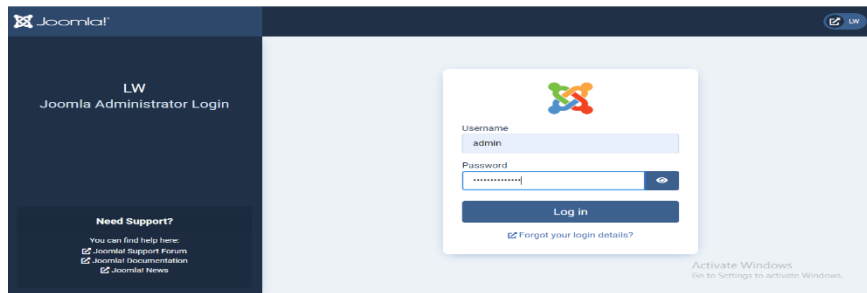 Joomla!
LW
LW
Joomla Administrator Login
Username
admin
Password
Log in
Forgot your login details?
Need Support?
You can find help here:
Joomla! Support Forum
Joomla! Documentation
Joomla! News
Activate Windows
Go to Settings to activate Windows.